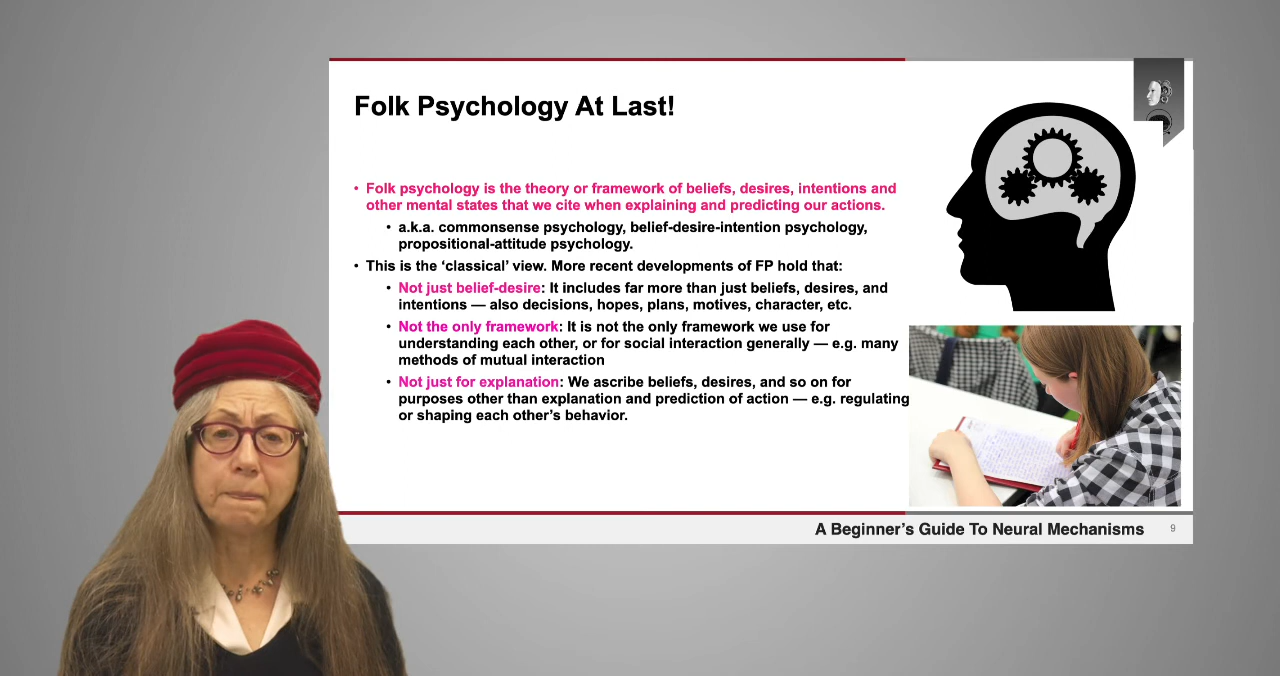 Folk Psychology At Last!
• Folk psychology is the theory or framework of beliefs, desires, intentions and
other mental states that we cite when explaining and predicting our actions.
• a.k.a. commonsense psychology, belief-desire-intention psychology,
propositional-attitude psychology.
• This is the ‘classical’ view. More recent developments of FP hold that:
• Not just belief-desire: It includes far more than just beliefs, desires, and
intentions — also decisions, hopes, plans, motives, character, etc.
• Not the only framework: It is not the only framework we use for
understanding each other, or for social interaction generally — e.g. many
methods of mutual interaction
• Not just for explanation: We ascribe beliefs, desires, and so on for
purposes other than explanation and prediction of action — e.g. regulating
or shaping each other’s behavior.
A Beginner’s Guide To Neural Mechanisms 9